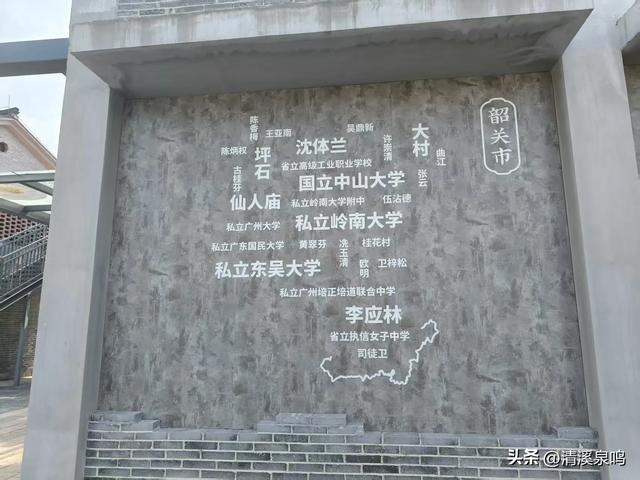 韶关市
陈香梅
王亚南
吴鼎新
陈炳权
坪石
沈体兰
许崇清
大村
曲江
省立高级工业职业学校
古桂芬
国立中山大学
张云
仙人庙
私立岭南大学附中
伍沾德
私立广州大学
私立岭南大学
私立广东国民大学
黄翠芬
冼玉清
桂花村
私立东吴大学
欧明
卫梓松
私立广州培正培道联合中学
李应林
省立执信女子中学
司徒卫
头条 @清溪泉鸣